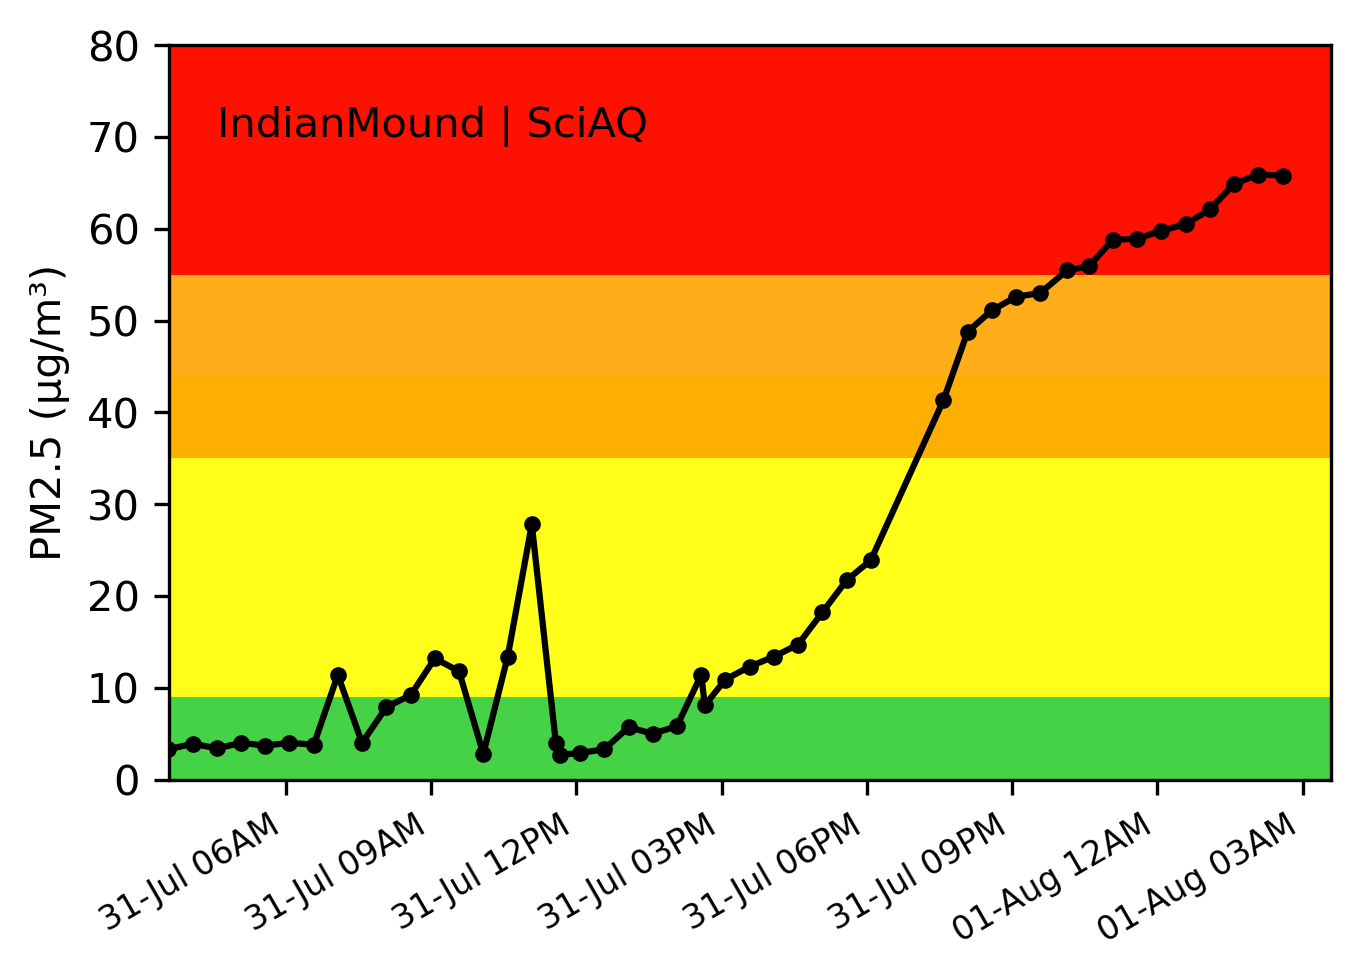 IndianMound | SciAQ
PM2.5 (µg/m³)
80
70
60
50
40
30
20
10
0
31-Jul 06AM
31-Jul 09AM
31-Jul 12PM
31-Jul 03PM
31-Jul 06PM
31-Jul 09PM
01-Aug 12AM
01-Aug 03AM